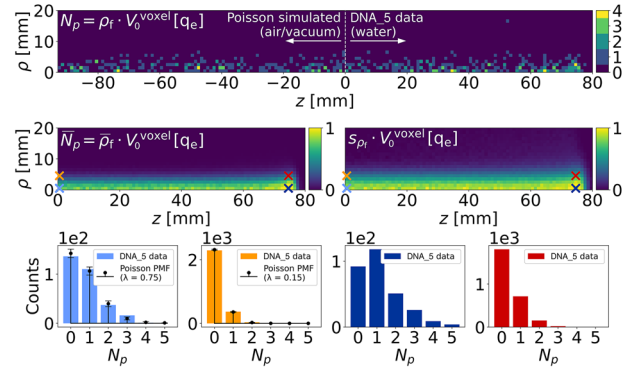 N_p = ρ_f · V_0^voxel [q_e]
Poisson simulated (air/vacuum)
DNA_5 data (water)
ρ [mm]
20
10
0
4
3
2
1
0
−80 −60 −40 −20 0 20 40 60 80
z [mm]
N̅_p = ρ̅_f · V_0^voxel [q_e]
ρ [mm]
20
10
0
1
0
0 20 40 60 80
z [mm]
s_ρ_f · V_0^voxel [q_e]
1
0
0 20 40 60 80
z [mm]
1e2
Counts
1
0
DNA_5 data
Poisson PMF
(λ = 0.75)
0 1 2 3 4 5
N_p
1e3
2
1
0
DNA_5 data
Poisson PMF
(λ = 0.15)
0 1 2 3 4 5
N_p
1e2
1
0
DNA_5 data
0 1 2 3 4 5
N_p
1e3
1
0
DNA_5 data
0 1 2 3 4 5
N_p